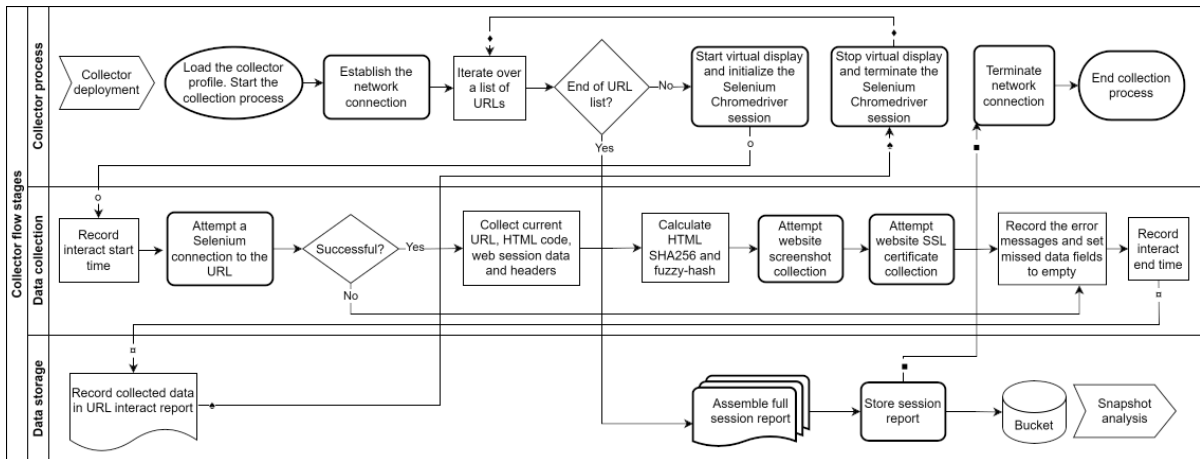 Collector flow stages
Collector process
Collector
deployment
Load the collector
profile. Start the
collection process
Establish the
network
connection
Iterate over
a list of
URLs
End of URL
list?
No
Yes
Start virtual display
and initialize the
Selenium
Chromedriver
session
Stop virtual display
and terminate the
Selenium
Chromedriver
session
Terminate
network
connection
End collection
process
Data collection
Record
interact start
time
Attempt a
Selenium
connection to the
URL
Successful?
Yes
No
Collect current
URL, HTML code,
web session data
and headers
Calculate
HTML
SHA256 and
fuzzy-hash
Attempt
website
screenshot
collection
Attempt
website SSL
certificate
collection
Record the error
messages and set
missed data fields
to empty
Record
interact
end time
Data storage
Record collected data
in URL interact report
Assemble full
session report
Store session
report
Bucket
Snapshot
analysis